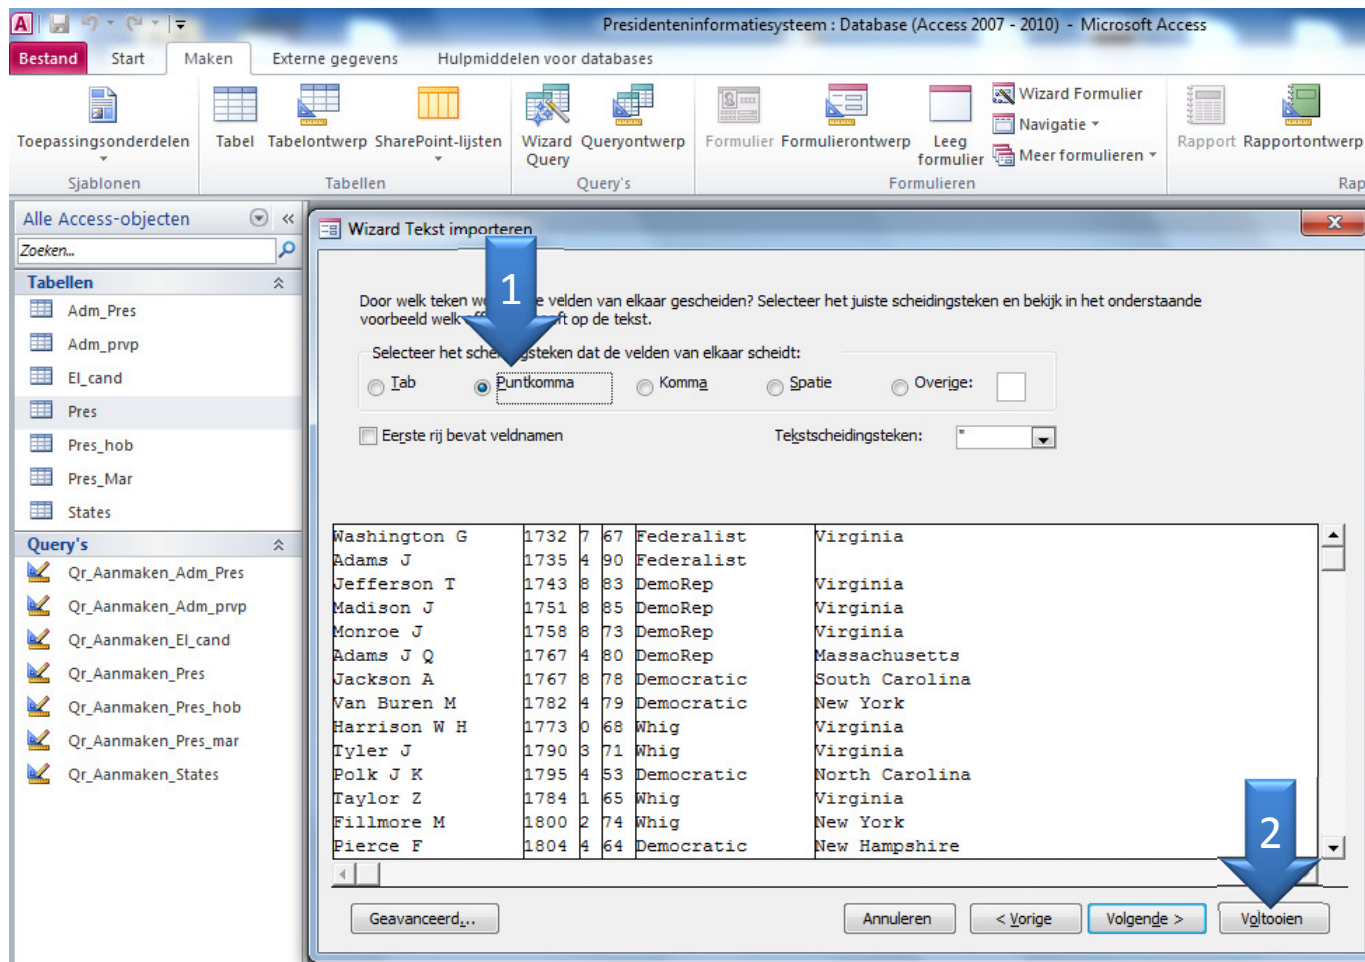 Presidenteninformatiesysteem : Database (Access 2007 - 2010) - Microsoft Access
Bestand Start Maken Externe gegevens Hulpmiddelen voor databases
Toepassingsonderdelen Tabel Tabelontwerp SharePoint-lijsten Wizard Query Queryontwerp Formulier Formulierontwerp Leeg formulier Wizard Formulier Navigatie Meer formulieren Rapport Rapportontwerp
Sjablonen Tabellen Query's Formulieren Rap
Alle Access-objecten
Zoeken...
Tabellen
Adm_Pres
Adm_prvp
El_cand
Pres
Pres_hob
Pres_Mar
States
Query's
Qr_Aanmaken_Adm_Pres
Qr_Aanmaken_Adm_prvp
Qr_Aanmaken_El_cand
Qr_Aanmaken_Pres
Qr_Aanmaken_Pres_hob
Qr_Aanmaken_Pres_mar
Qr_Aanmaken_States
Wizard Tekst importeren
1
Door welk teken velden van elkaar gescheiden? Selecteer het juiste scheidingsteken en bekijk in het onderstaande
voorbeeld welk op de tekst.
Selecteer het dat de velden van elkaar scheidt:
Tab Puntkomma Komma Spatie Overige:
Eerste rij bevat veldnamen Tekstscheidingsteken: "
Washington G 1732 7 67 Federalist Virginia
Adams J 1735 4 90 Federalist
Jefferson T 1743 8 83 DemoRep Virginia
Madison J 1751 8 85 DemoRep Virginia
Monroe J 1758 8 73 DemoRep Virginia
Adams J Q 1767 4 80 DemoRep Massachusetts
Jackson A 1767 8 78 Democratic South Carolina
Van Buren M 1782 4 79 Democratic New York
Harrison W H 1773 0 68 Whig Virginia
Tyler J 1790 3 71 Whig Virginia
Polk J K 1795 4 53 Democratic North Carolina
Taylor Z 1784 1 65 Whig Virginia
Fillmore M 1800 2 74 Whig New York
Pierce F 1804 4 64 Democratic New Hampshire
2
Geavanceerd... Annuleren < Vorige Volgende > Voltooien